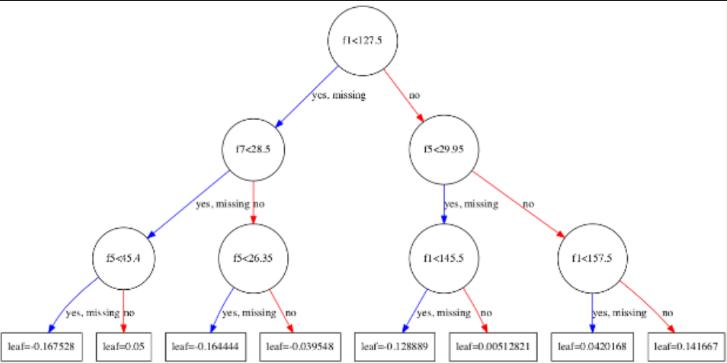 f1<127.5
yes, missing
no
f7<28.5
f5<29.95
yes, missing
no
yes, missing
no
f5<45.4
f5<26.35
f1<145.5
f1<157.5
yes, missing
no
yes, missing
no
yes, missing
no
yes, missing
no
leaf=-0.167528
leaf=0.05
leaf=-0.164444
leaf=-0.039548
leaf=-0.128889
leaf=0.00512821
leaf=0.0420168
leaf=0.141667